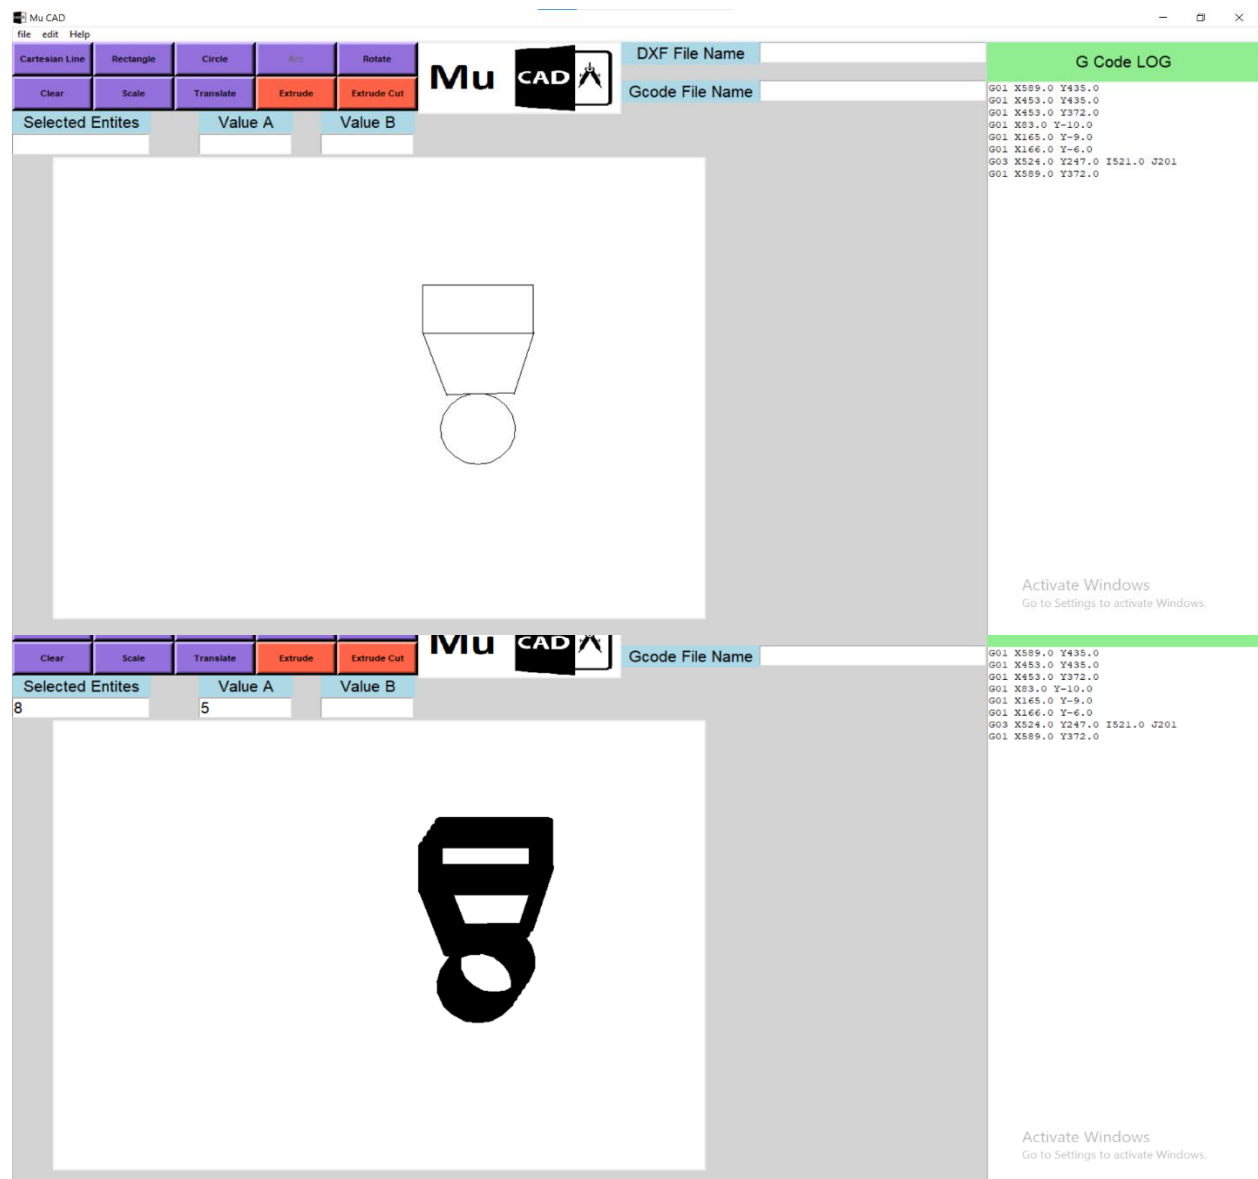 Mu CAD
file edit Help
Cartesian Line Rectangle Circle Arc Rotate
Clear Scale Translate Extrude Extrude Cut
Mu CAD
DXF File Name
Gcode File Name
Selected Entites Value A Value B
G Code LOG
G01 X589.0 Y435.0
G01 X453.0 Y435.0
G01 X453.0 Y372.0
G01 X83.0 Y-10.0
G01 X165.0 Y-9.0
G01 X166.0 Y-6.0
G03 X524.0 Y247.0 I521.0 J201
G01 X589.0 Y372.0
Activate Windows
Go to Settings to activate Windows.
Clear Scale Translate Extrude Extrude Cut
Mu CAD
Gcode File Name
Selected Entites Value A Value B
8 5
G01 X589.0 Y435.0
G01 X453.0 Y435.0
G01 X453.0 Y372.0
G01 X83.0 Y-10.0
G01 X165.0 Y-9.0
G01 X166.0 Y-6.0
G03 X524.0 Y247.0 I521.0 J201
G01 X589.0 Y372.0
Activate Windows
Go to Settings to activate Windows.